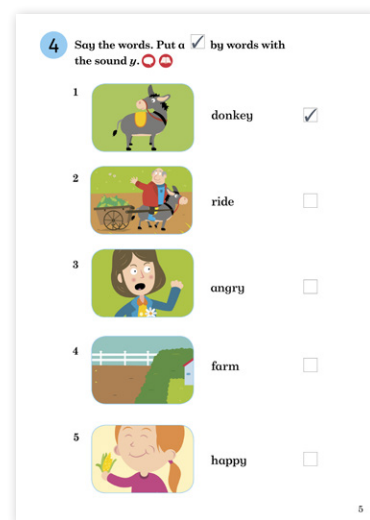 4 Say the words. Put a ✓ by words with
the sound y.
1
donkey ✓
2
ride
3
angry
4
farm
5
happy
5